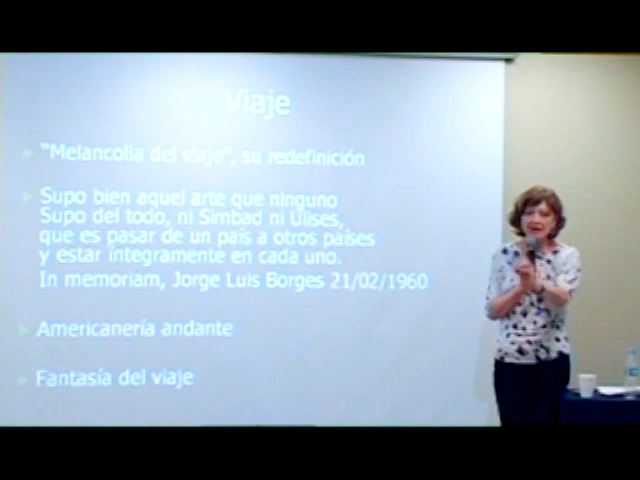 Viaje
"Melancolia del viaje", su redefinición
Supo bien aquel arte que ninguno
Supo del todo, ni Simbad ni Ulises,
que es pasar de un país a otros países
y estar íntegramente en cada uno.
In memoriam, Jorge Luis Borges 21/02/1960
Americanería andante
Fantasía del viaje